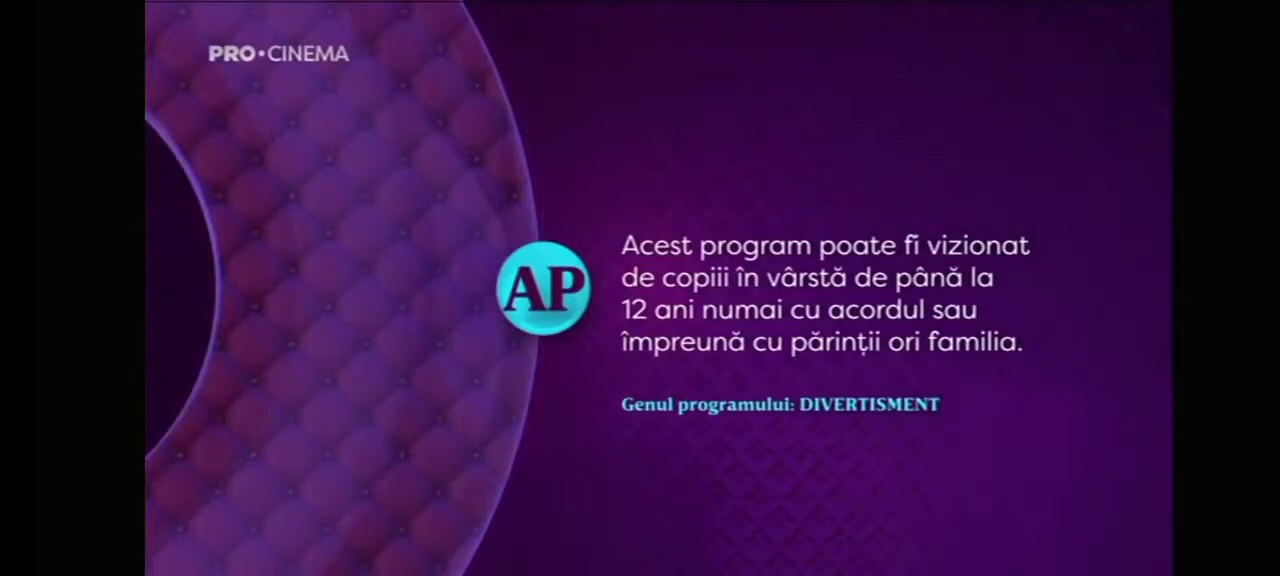 PRO•CINEMA
AP
Acest program poate fi vizionat
de copiii în vârstă de până la
12 ani numai cu acordul sau
împreună cu părinții ori familia.
Genul programului: DIVERTISMENT